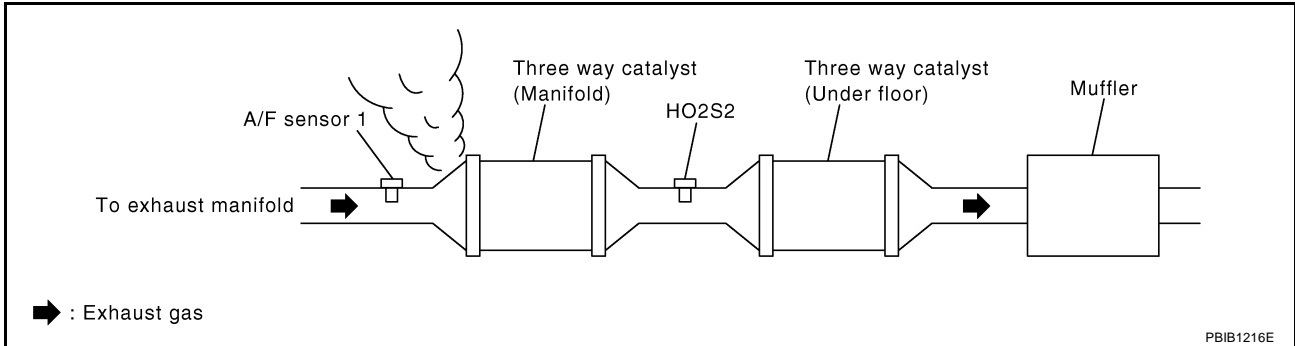 Three way catalyst
(Manifold)
Three way catalyst
(Under floor)
Muffler
HO2S2
A/F sensor 1
To exhaust manifold
: Exhaust gas
PBIB1216E